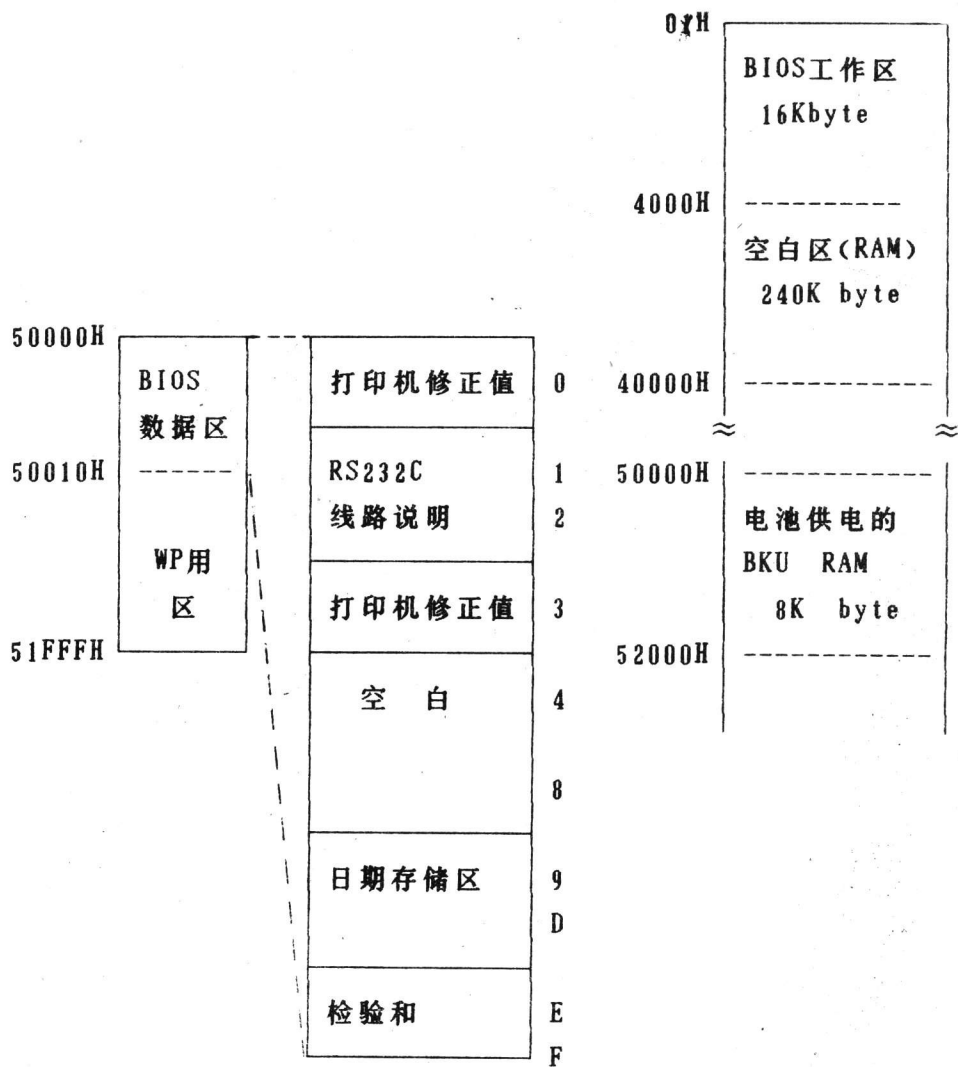 0H
BIOS工作区
16Kbyte
4000H
空白区(RAM)
240K byte
40000H
50000H
电池供电的
BKU RAM
8K byte
52000H
50000H
BIOS
数据区
50010H
WP用
区
51FFFH
打印机修正值 0
RS232C 1
线路说明 2
打印机修正值 3
空 白 4
8
日期存储区 9
D
检验和 E
F